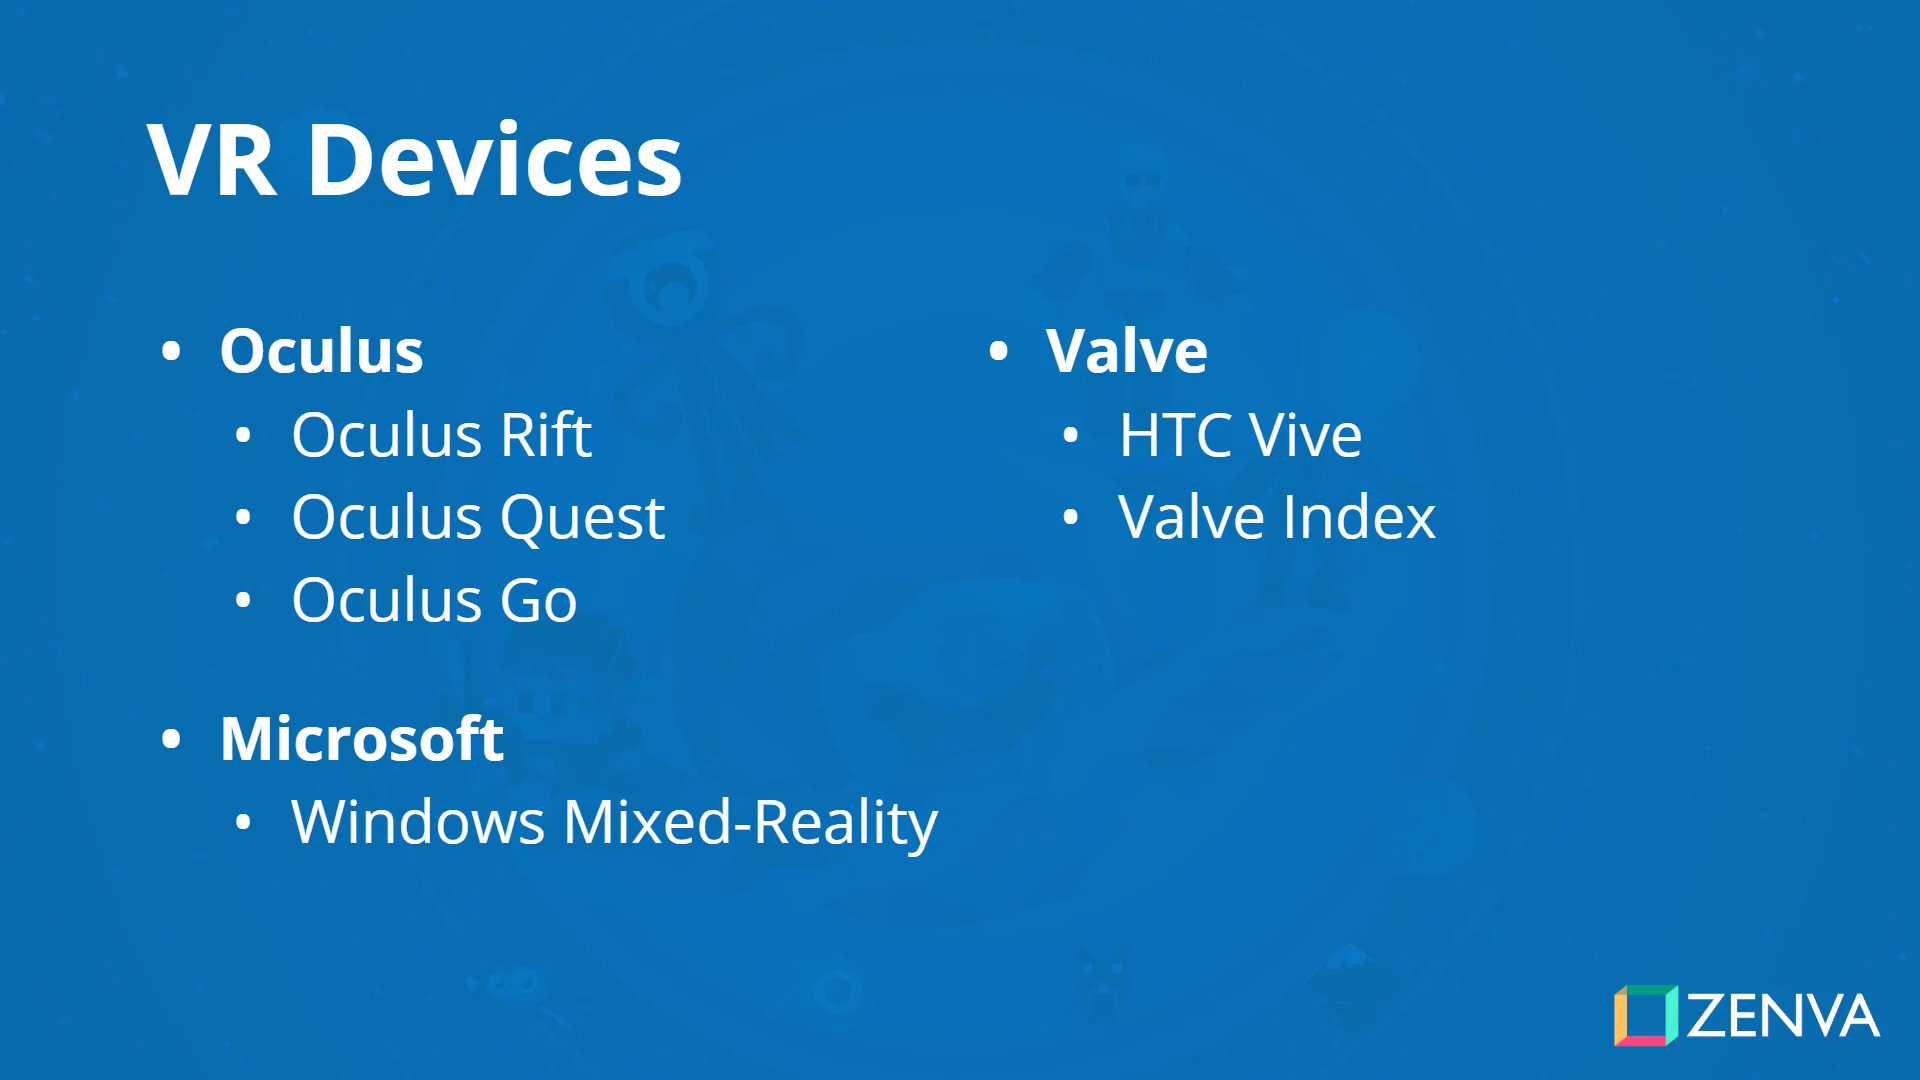 VR Devices
• Oculus
• Oculus Rift
• Oculus Quest
• Oculus Go
• Microsoft
• Windows Mixed-Reality
• Valve
• HTC Vive
• Valve Index
ZENVA